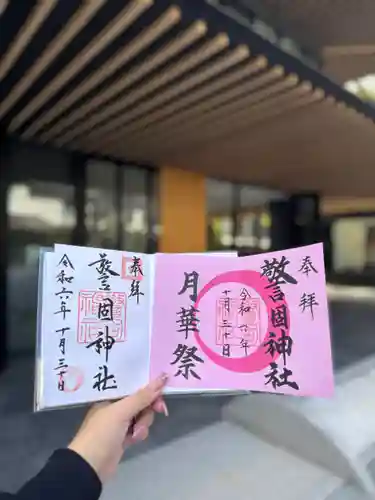 奉拝
警固神社
令和六年十月三十日
奉拝
警固神社
令和六年
十月三十日
月華祭